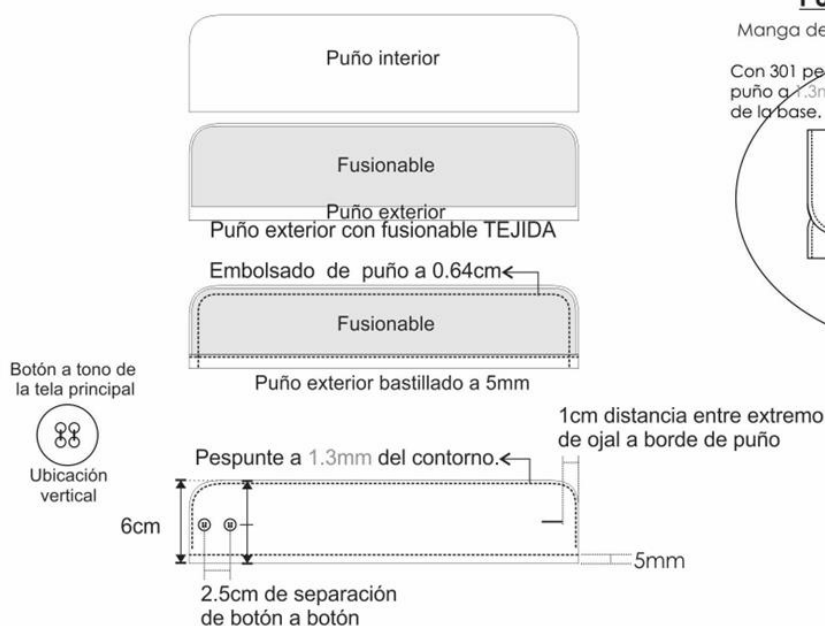 Manga de
Con 301 pe
puño a 1.3m
de la base.
Puño interior
Fusionable
Puño exterior
Puño exterior con fusionable TEJIDA
Embolsado de puño a 0.64cm
Fusionable
Puño exterior bastillado a 5mm
Botón a tono de
la tela principal
Ubicación
vertical
1cm distancia entre extremo
de ojal a borde de puño
Pespunte a 1.3mm del contorno.
6cm
5mm
2.5cm de separación
de botón a botón